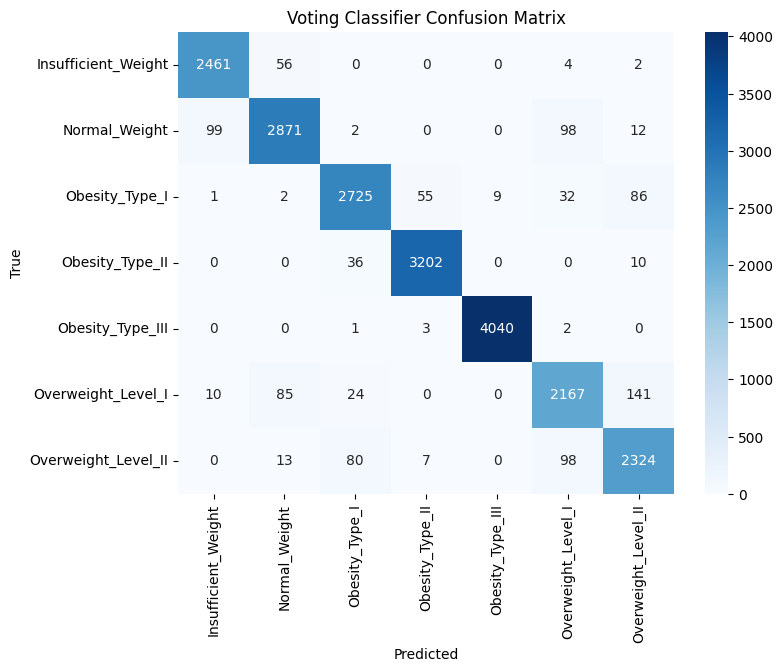 Voting Classifier Confusion Matrix
True
Insufficient_Weight 2461 56 0 0 0 4 2
Normal_Weight 99 2871 2 0 0 98 12
Obesity_Type_I 1 2 2725 55 9 32 86
Obesity_Type_II 0 0 36 3202 0 0 10
Obesity_Type_III 0 0 1 3 4040 2 0
Overweight_Level_I 10 85 24 0 0 2167 141
Overweight_Level_II 0 13 80 7 0 98 2324
Insufficient_Weight
Normal_Weight
Obesity_Type_I
Obesity_Type_II
Obesity_Type_III
Overweight_Level_I
Overweight_Level_II
Predicted
4000
3500
3000
2500
2000
1500
1000
500
0